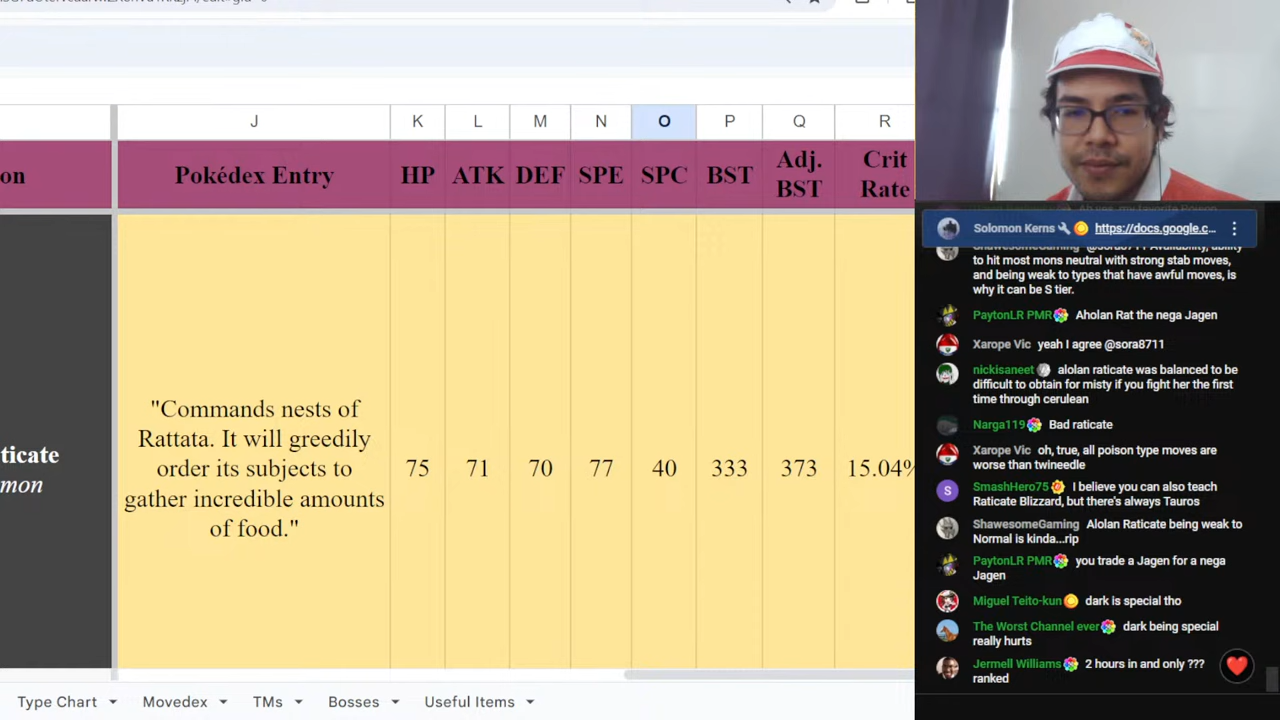 J K L M N O P Q R
on Pokédex Entry HP ATK DEF SPE SPC BST Adj. BST Crit Rate
"Commands nests of
Rattata. It will greedily
order its subjects to
gather incredible amounts
of food."
75 71 70 77 40 333 373 15.04%
ticate
mon
Type Chart
Movedex
TMs
Bosses
Useful Items
Solomon Kerns https://docs.google.c...
ShawesomeGaming @sora8711 Availability, ability
to hit most mons neutral with strong stab moves,
and being weak to types that have awful moves, is
why it can be S tier.
PaytonLR PMR Aholan Rat the nega Jagen
Xarope Vic yeah I agree @sora8711
nickisaneet alolan raticate was balanced to be
difficult to obtain for misty if you fight her the first
time through cerulean
Narga119 Bad raticate
Xarope Vic oh, true, all poison type moves are
worse than twineedle
S SmashHero75 I believe you can also teach
Raticate Blizzard, but there's always Tauros
ShawesomeGaming Alolan Raticate being weak to
Normal is kinda...rip
PaytonLR PMR you trade a Jagen for a nega
Jagen
Miguel Teito-kun dark is special tho
The Worst Channel ever dark being special
really hurts
Jermell Williams 2 hours in and only ???
ranked